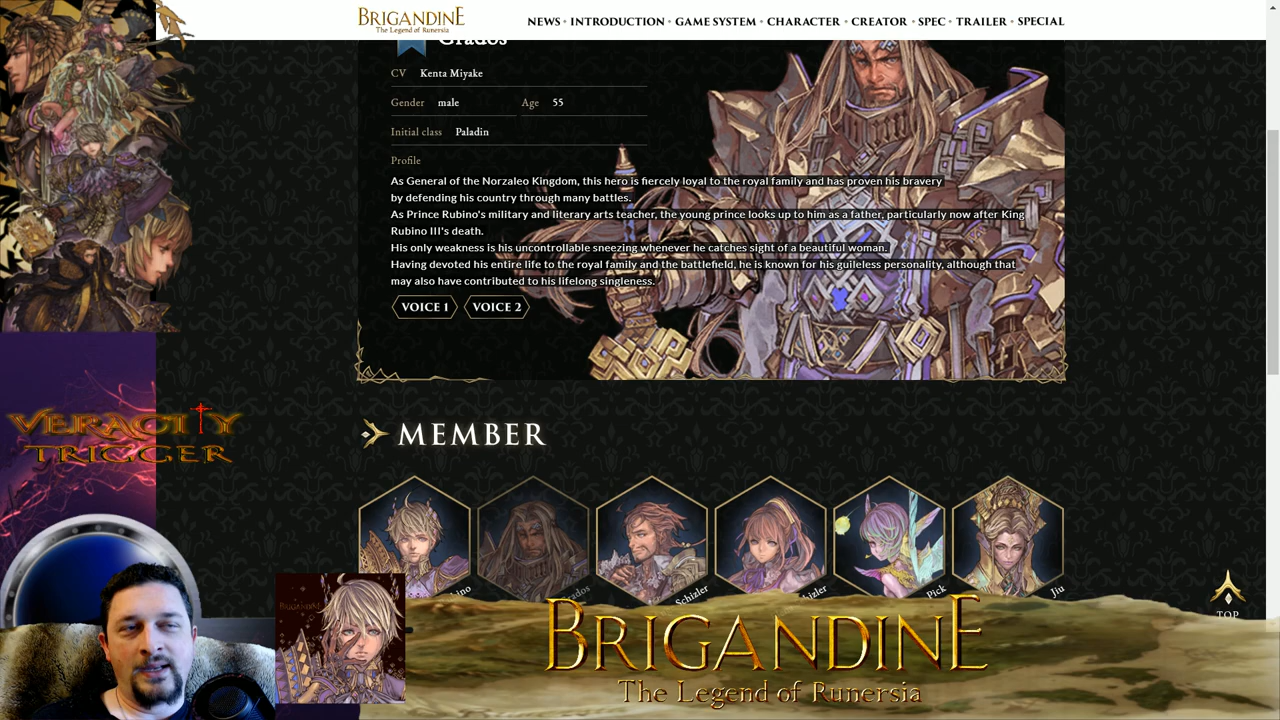 BRIGANDINE
The Legend of Runersia
NEWS • INTRODUCTION • GAME SYSTEM • CHARACTER • CREATOR • SPEC • TRAILER • SPECIAL
Grados
CV Kenta Miyake
Gender male Age 55
Initial class Paladin
Profile
As General of the Norzaleo Kingdom, this hero is fiercely loyal to the royal family and has proven his bravery
by defending his country through many battles.
As Prince Rubino's military and literary arts teacher, the young prince looks up to him as a father, particularly now after King
Rubino III's death.
His only weakness is his uncontrollable sneezing whenever he catches sight of a beautiful woman.
Having devoted his entire life to the royal family and the battlefield, he is known for his guileless personality, although that
may also have contributed to his lifelong singleness.
VOICE 1 VOICE 2
VERACITY
TRIGGER
MEMBER
Grados Schizler Pick Jiu
TOP
BRIGANDINE
BRIGANDINE
The Legend of Runersia